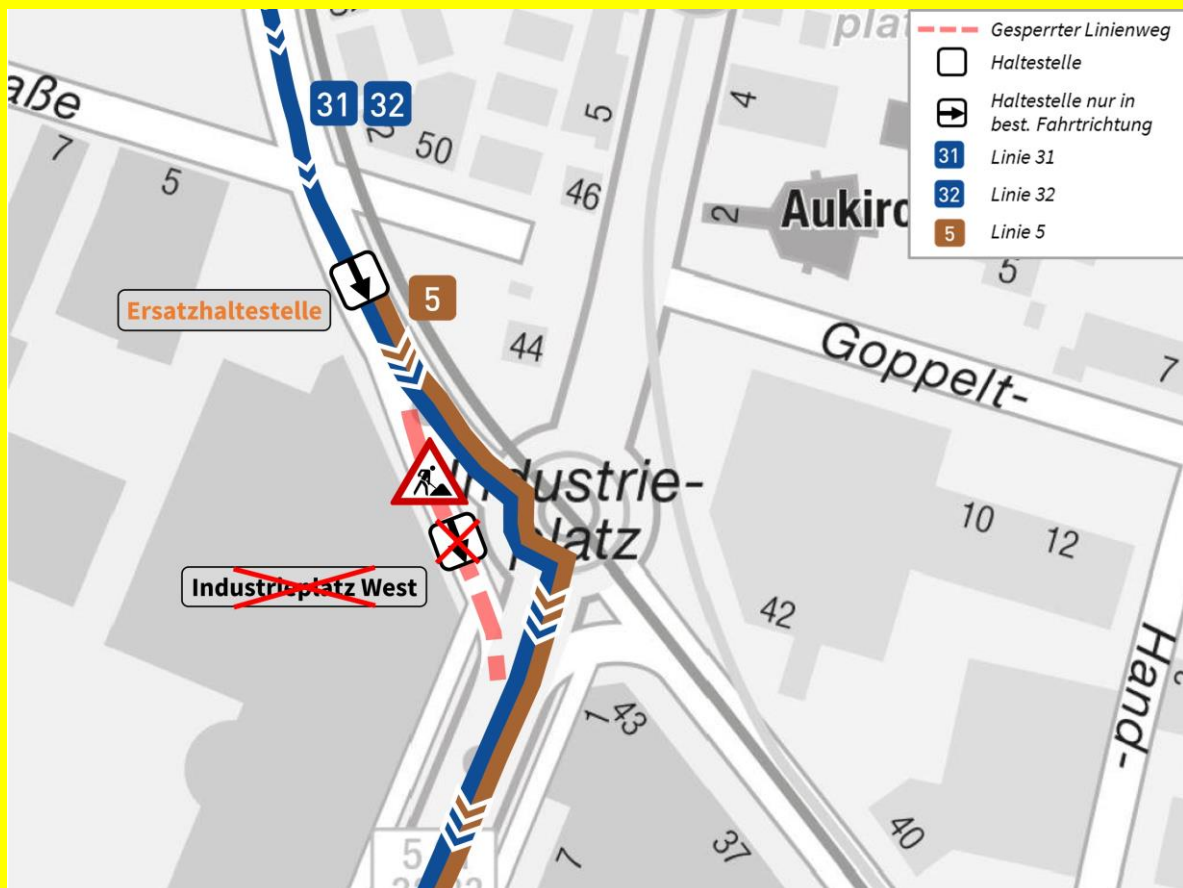 plat
Gesperrter Linienweg
Haltestelle
Haltestelle nur in
best. Fahrtrichtung
31 Linie 31
32 Linie 32
5 Linie 5
aße
31 32
2
50
5
4
7
5
46
2
Aukirc
5
Ersatzhaltestelle
5
44
Goppelt-
7
Industrie-
platz
10
12
Industrieplatz West
42
Hand-
1
43
40
37
7
5